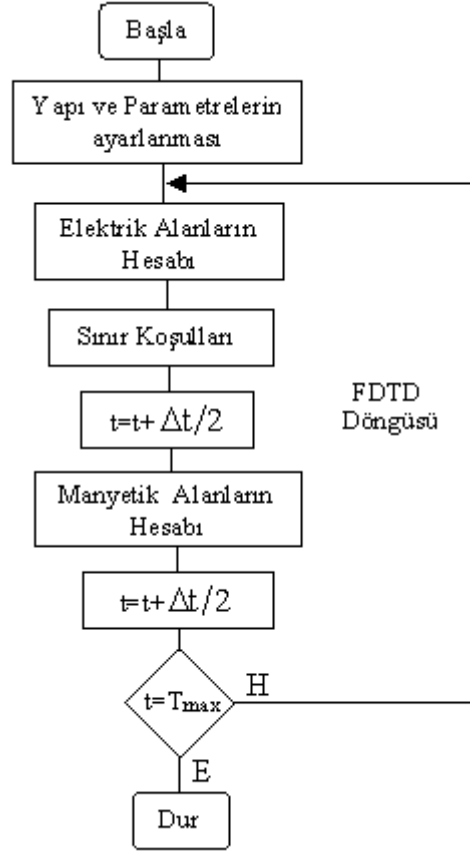 Başla
Yapı ve Parametrelerin
ayarlanması
Elektrik Alanların
Hesabı
Sınır Koşulları
t=t+Δt/2
FDTD
Döngüsü
Manyetik Alanların
Hesabı
t=t+Δt/2
t=Tmax
H
E
Dur